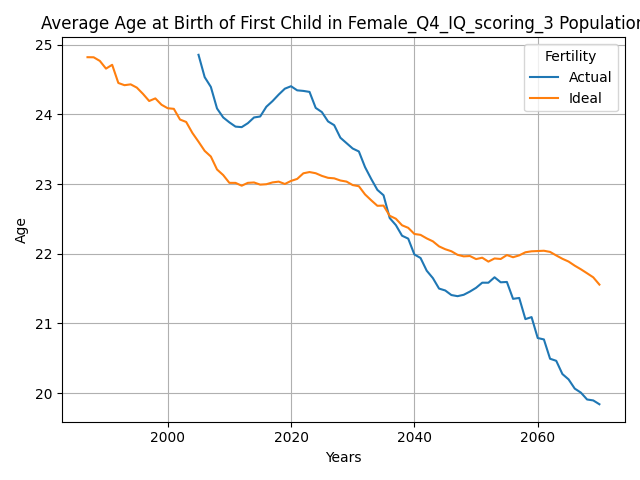 Average Age at Birth of First Child in Female_Q4_IQ_scoring_3 Population
Fertility
Actual
Ideal
25
24
23
22
21
20
Age
2000 2020 2040 2060
Years